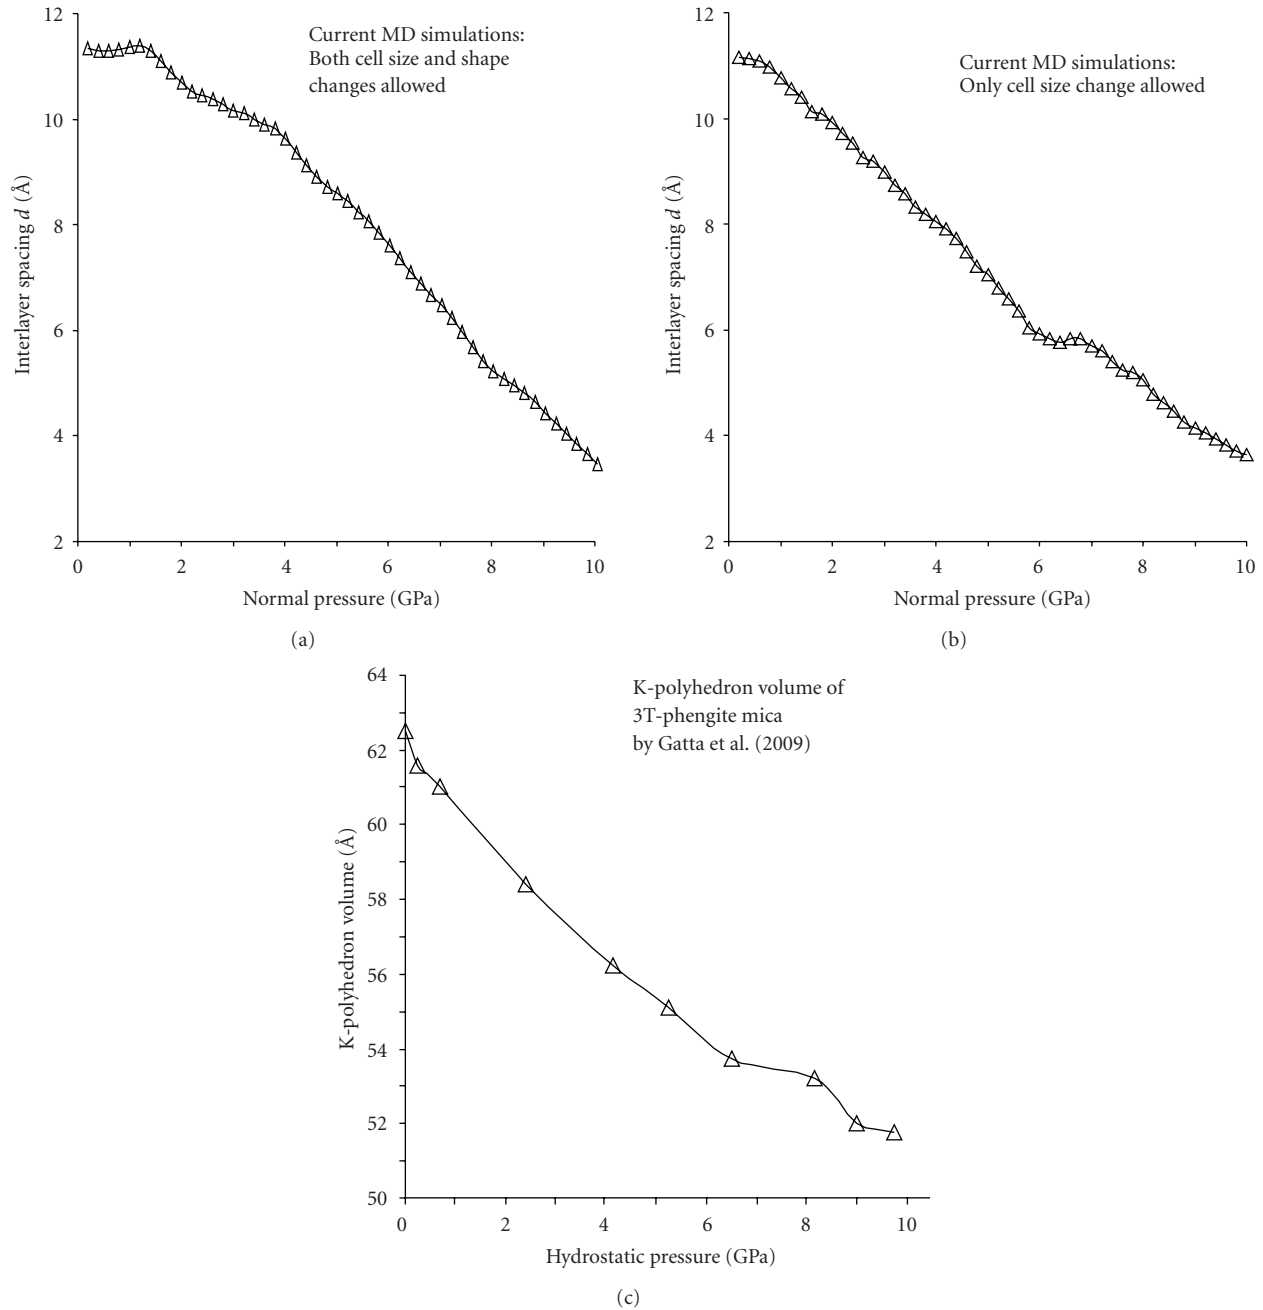 12
10
8
6
4
2
Interlayer spacing d (Å)
Current MD simulations:
Both cell size and shape
changes allowed
0 2 4 6 8 10
Normal pressure (GPa)
(a)
12
10
8
6
4
2
Interlayer spacing d (Å)
Current MD simulations:
Only cell size change allowed
0 2 4 6 8 10
Normal pressure (GPa)
(b)
64
62
60
58
56
54
52
50
K-polyhedron volume (Å)
K-polyhedron volume of
3T-phengite mica
by Gatta et al. (2009)
0 2 4 6 8 10
Hydrostatic pressure (GPa)
(c)